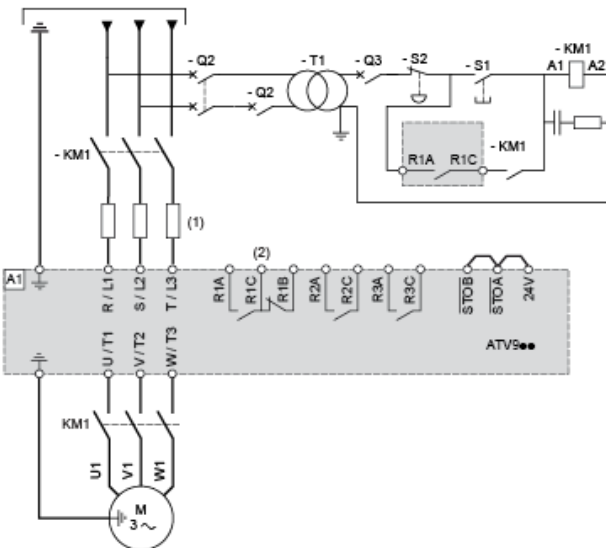 - Q2
- T1
- Q3
- S2
- S1
- KM1
A1
A2
- Q2
- KM1
R1A
R1C
- KM1
(1)
(2)
A1
R / L1
S / L2
T / L3
R1A
R1C
R1B
R2A
R2C
R3A
R3C
STOB
STOA
24V
U / T1
V / T2
W / T3
ATV9●●
KM1
U1
V1
W1
M
3 ~